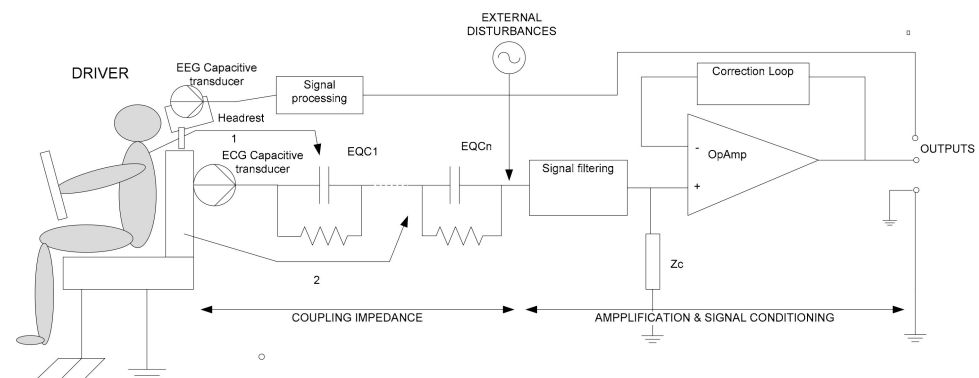 EXTERNAL
DISTURBANCES
DRIVER
EEG Capacitive
transducer
Signal
processing
Correction Loop
Headrest
1
ECG Capacitive
transducer
EQC1
EQCn
Signal filtering
-
OpAmp
+
OUTPUTS
Zc
2
COUPLING IMPEDANCE
AMPPLIFICATION & SIGNAL CONDITIONING